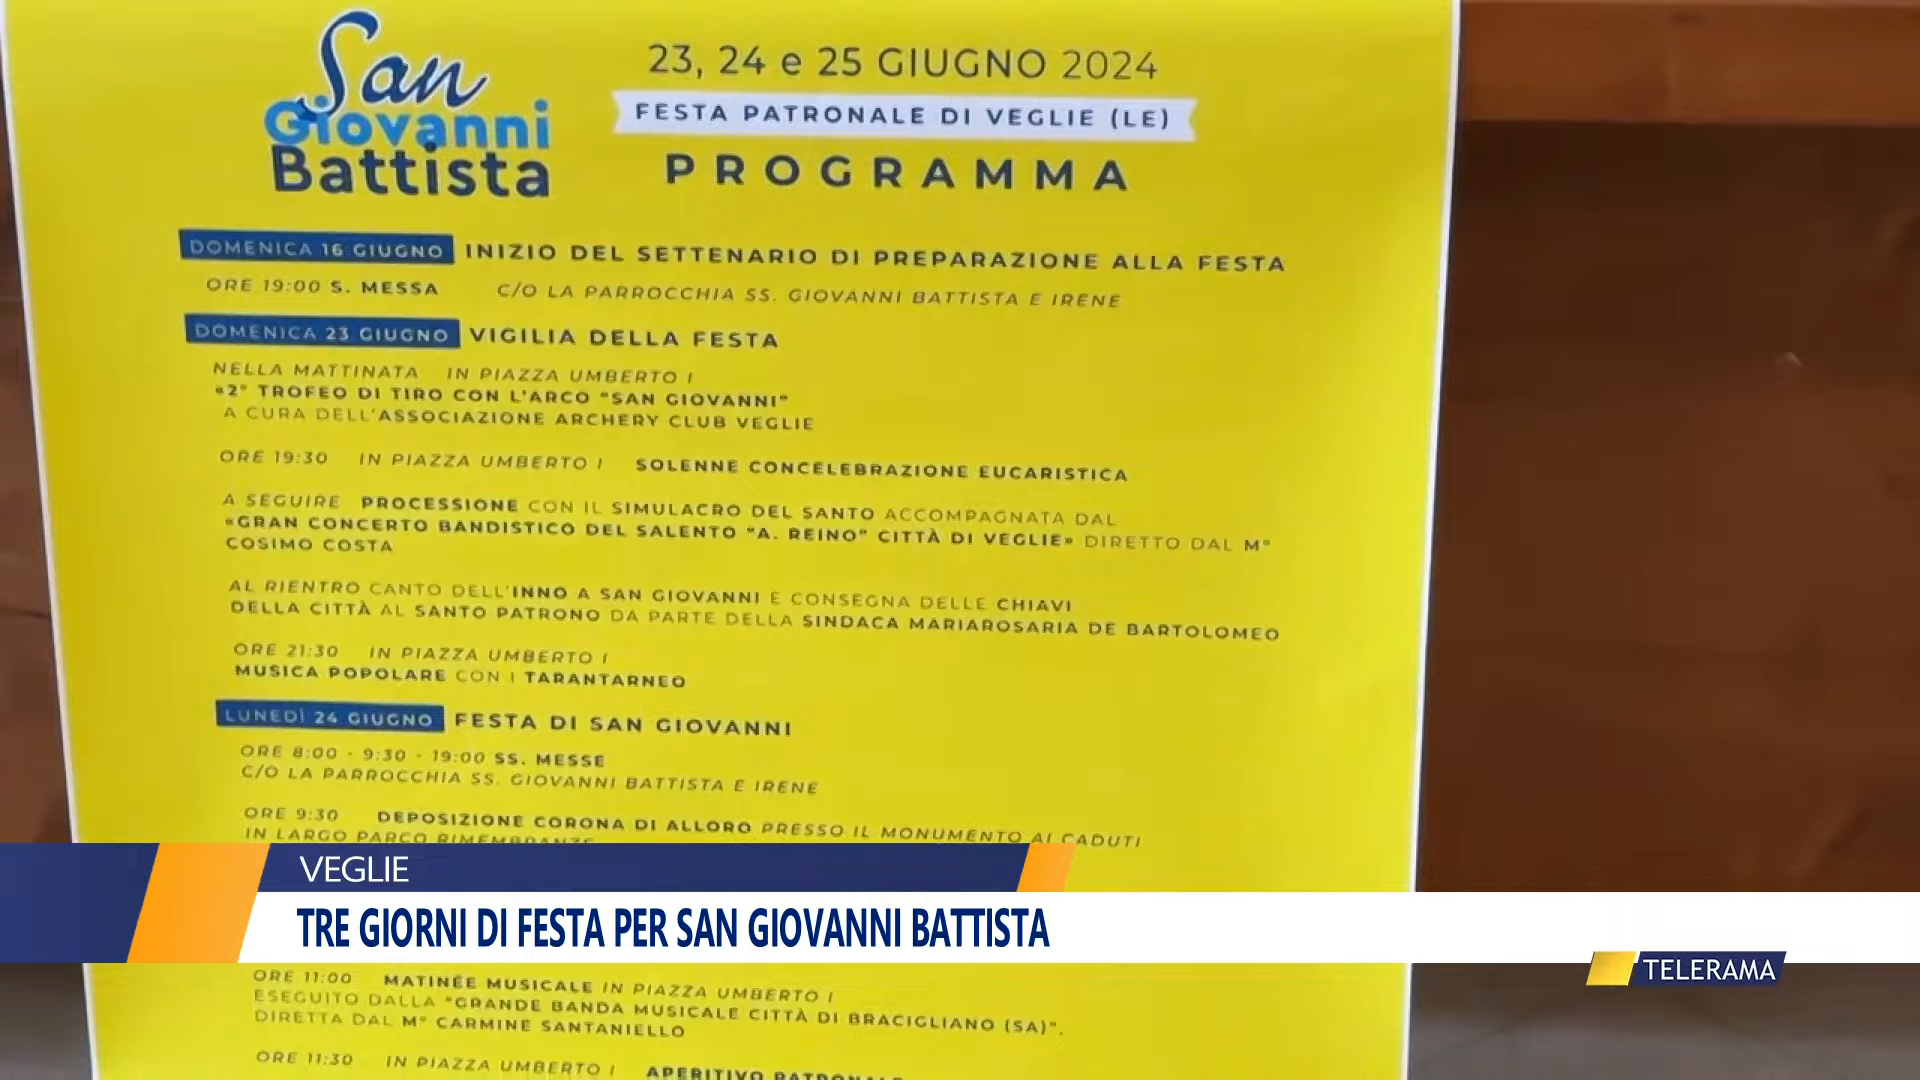 San
Giovanni
Battista
23, 24 e 25 GIUGNO 2024
FESTA PATRONALE DI VEGLIE (LE)
PROGRAMMA
DOMENICA 16 GIUGNO INIZIO DEL SETTENARIO DI PREPARAZIONE ALLA FESTA
ORE 19:00 S. MESSA C/O LA PARROCCHIA SS. GIOVANNI BATTISTA E IRENE
DOMENICA 23 GIUGNO VIGILIA DELLA FESTA
NELLA MATTINATA IN PIAZZA UMBERTO I
«2° TROFEO DI TIRO CON L'ARCO "SAN GIOVANNI"
A CURA DELL'ASSOCIAZIONE ARCHERY CLUB VEGLIE
ORE 19:30 IN PIAZZA UMBERTO I SOLENNE CONCELEBRAZIONE EUCARISTICA
A SEGUIRE PROCESSIONE CON IL SIMULACRO DEL SANTO ACCOMPAGNATA DAL
«GRAN CONCERTO BANDISTICO DEL SALENTO "A. REINO" CITTÀ DI VEGLIE» DIRETTO DAL M°
COSIMO COSTA
AL RIENTRO CANTO DELL'INNO A SAN GIOVANNI E CONSEGNA DELLE CHIAVI
DELLA CITTÀ AL SANTO PATRONO DA PARTE DELLA SINDACA MARIAROSARIA DE BARTOLOMEO
ORE 21:30 IN PIAZZA UMBERTO I
MUSICA POPOLARE CON I TARANTARNEO
LUNEDÌ 24 GIUGNO FESTA DI SAN GIOVANNI
ORE 8:00 - 9:30 - 19:00 SS. MESSE
C/O LA PARROCCHIA SS. GIOVANNI BATTISTA E IRENE
ORE 9:30 DEPOSIZIONE CORONA DI ALLORO PRESSO IL MONUMENTO AI CADUTI
IN LARGO PARCO RIMEMBRANZE
VEGLIE
TRE GIORNI DI FESTA PER SAN GIOVANNI BATTISTA
TELERAMA
ORE 11:00 MATINÉE MUSICALE IN PIAZZA UMBERTO I
ESEGUITO DALLA "GRANDE BANDA MUSICALE CITTÀ DI BRACIGLIANO (SA)".
DIRETTA DAL M° CARMINE SANTANIELLO
ORE 11:30 IN PIAZZA UMBERTO I APERITIVO PATRONALE